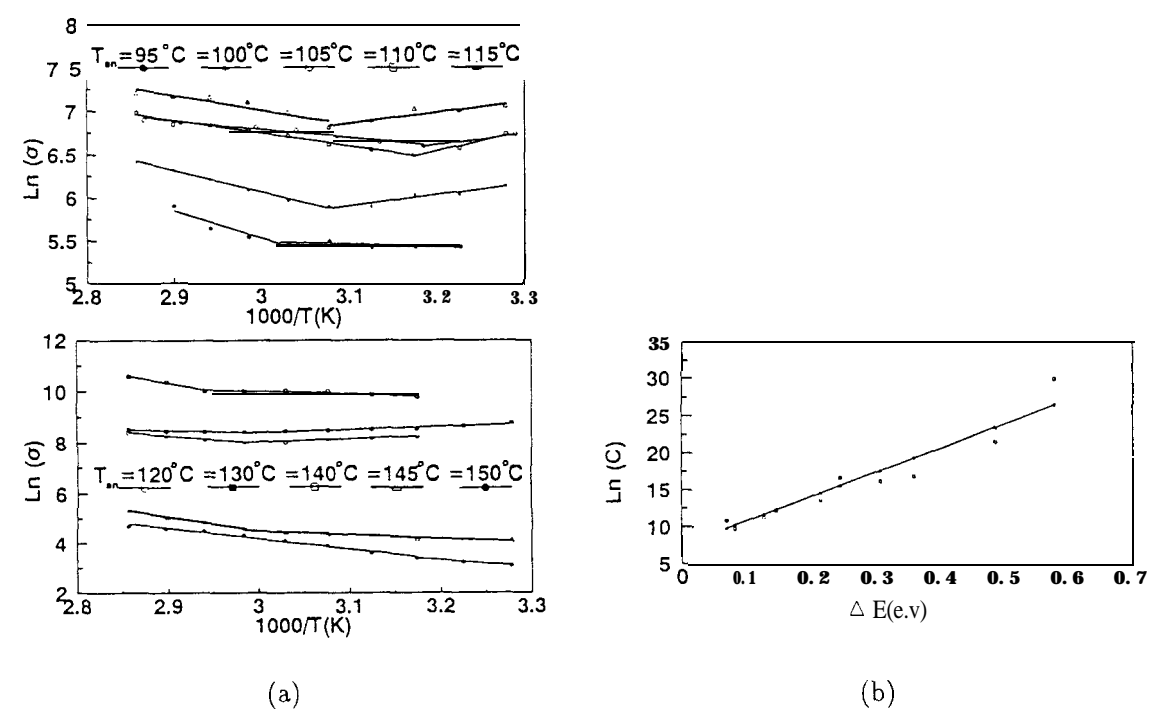 8
Tan=95°C =100°C =105°C =110°C =115°C
7 5
7
6.5
6
5.5
5
Ln (σ)
2.8 2.9 3 3.1 3.2 3.3
1000/T(K)
12
10
8
Tan=120°C =130°C =140°C =145°C =150°C
6
4
2
Ln (σ)
2.8 2.9 3 3.1 3.2 3.3
1000/T(K)
(a)
35
30
25
20
15
10
5
Ln (C)
0 0.1 0.2 0.3 0.4 0.5 0.6 0.7
△ E(e.v)
(b)